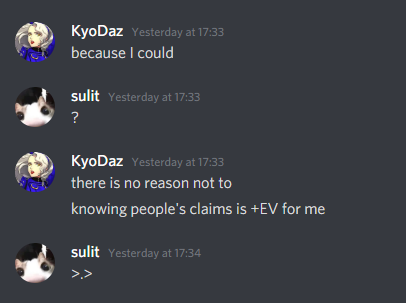 KyoDaz Yesterday at 17:33
because I could
sulit Yesterday at 17:33
?
KyoDaz Yesterday at 17:33
there is no reason not to
knowing people's claims is +EV for me
sulit Yesterday at 17:34
>.>